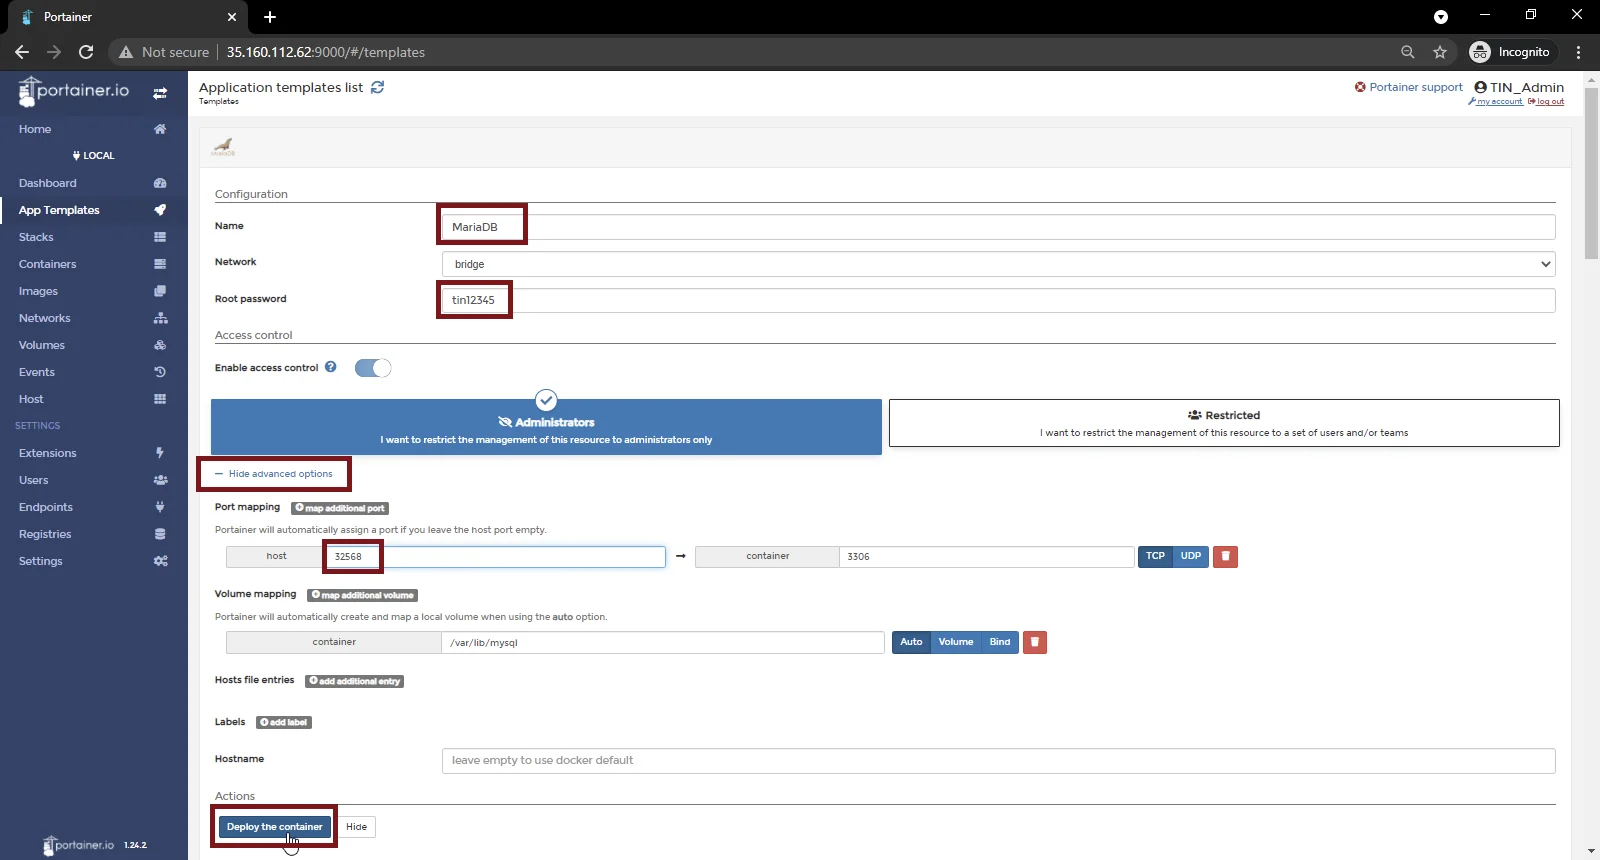 Portainer
Not secure
35.160.112.62:9000/#/templates
Incognito
portainer.io
Application templates list
Templates
Portainer support
TIN_Admin
my account
log out
Home
LOCAL
Dashboard
App Templates
Stacks
Containers
Images
Networks
Volumes
Events
Host
SETTINGS
Extensions
Users
Endpoints
Registries
Settings
portainer.io 1.24.2
MariaDB
Configuration
Name MariaDB
Network bridge
Root password tin12345
Access control
Enable access control
Administrators
I want to restrict the management of this resource to administrators only
Restricted
I want to restrict the management of this resource to a set of users and/or teams
Hide advanced options
Port mapping map additional port
Portainer will automatically assign a port if you leave the host port empty.
host 32568 → container 3306 TCP UDP
Volume mapping map additional volume
Portainer will automatically create and map a local volume when using the auto option.
container /var/lib/mysql Auto Volume Bind
Hosts file entries add additional entry
Labels add label
Hostname leave empty to use docker default
Actions
Deploy the container Hide